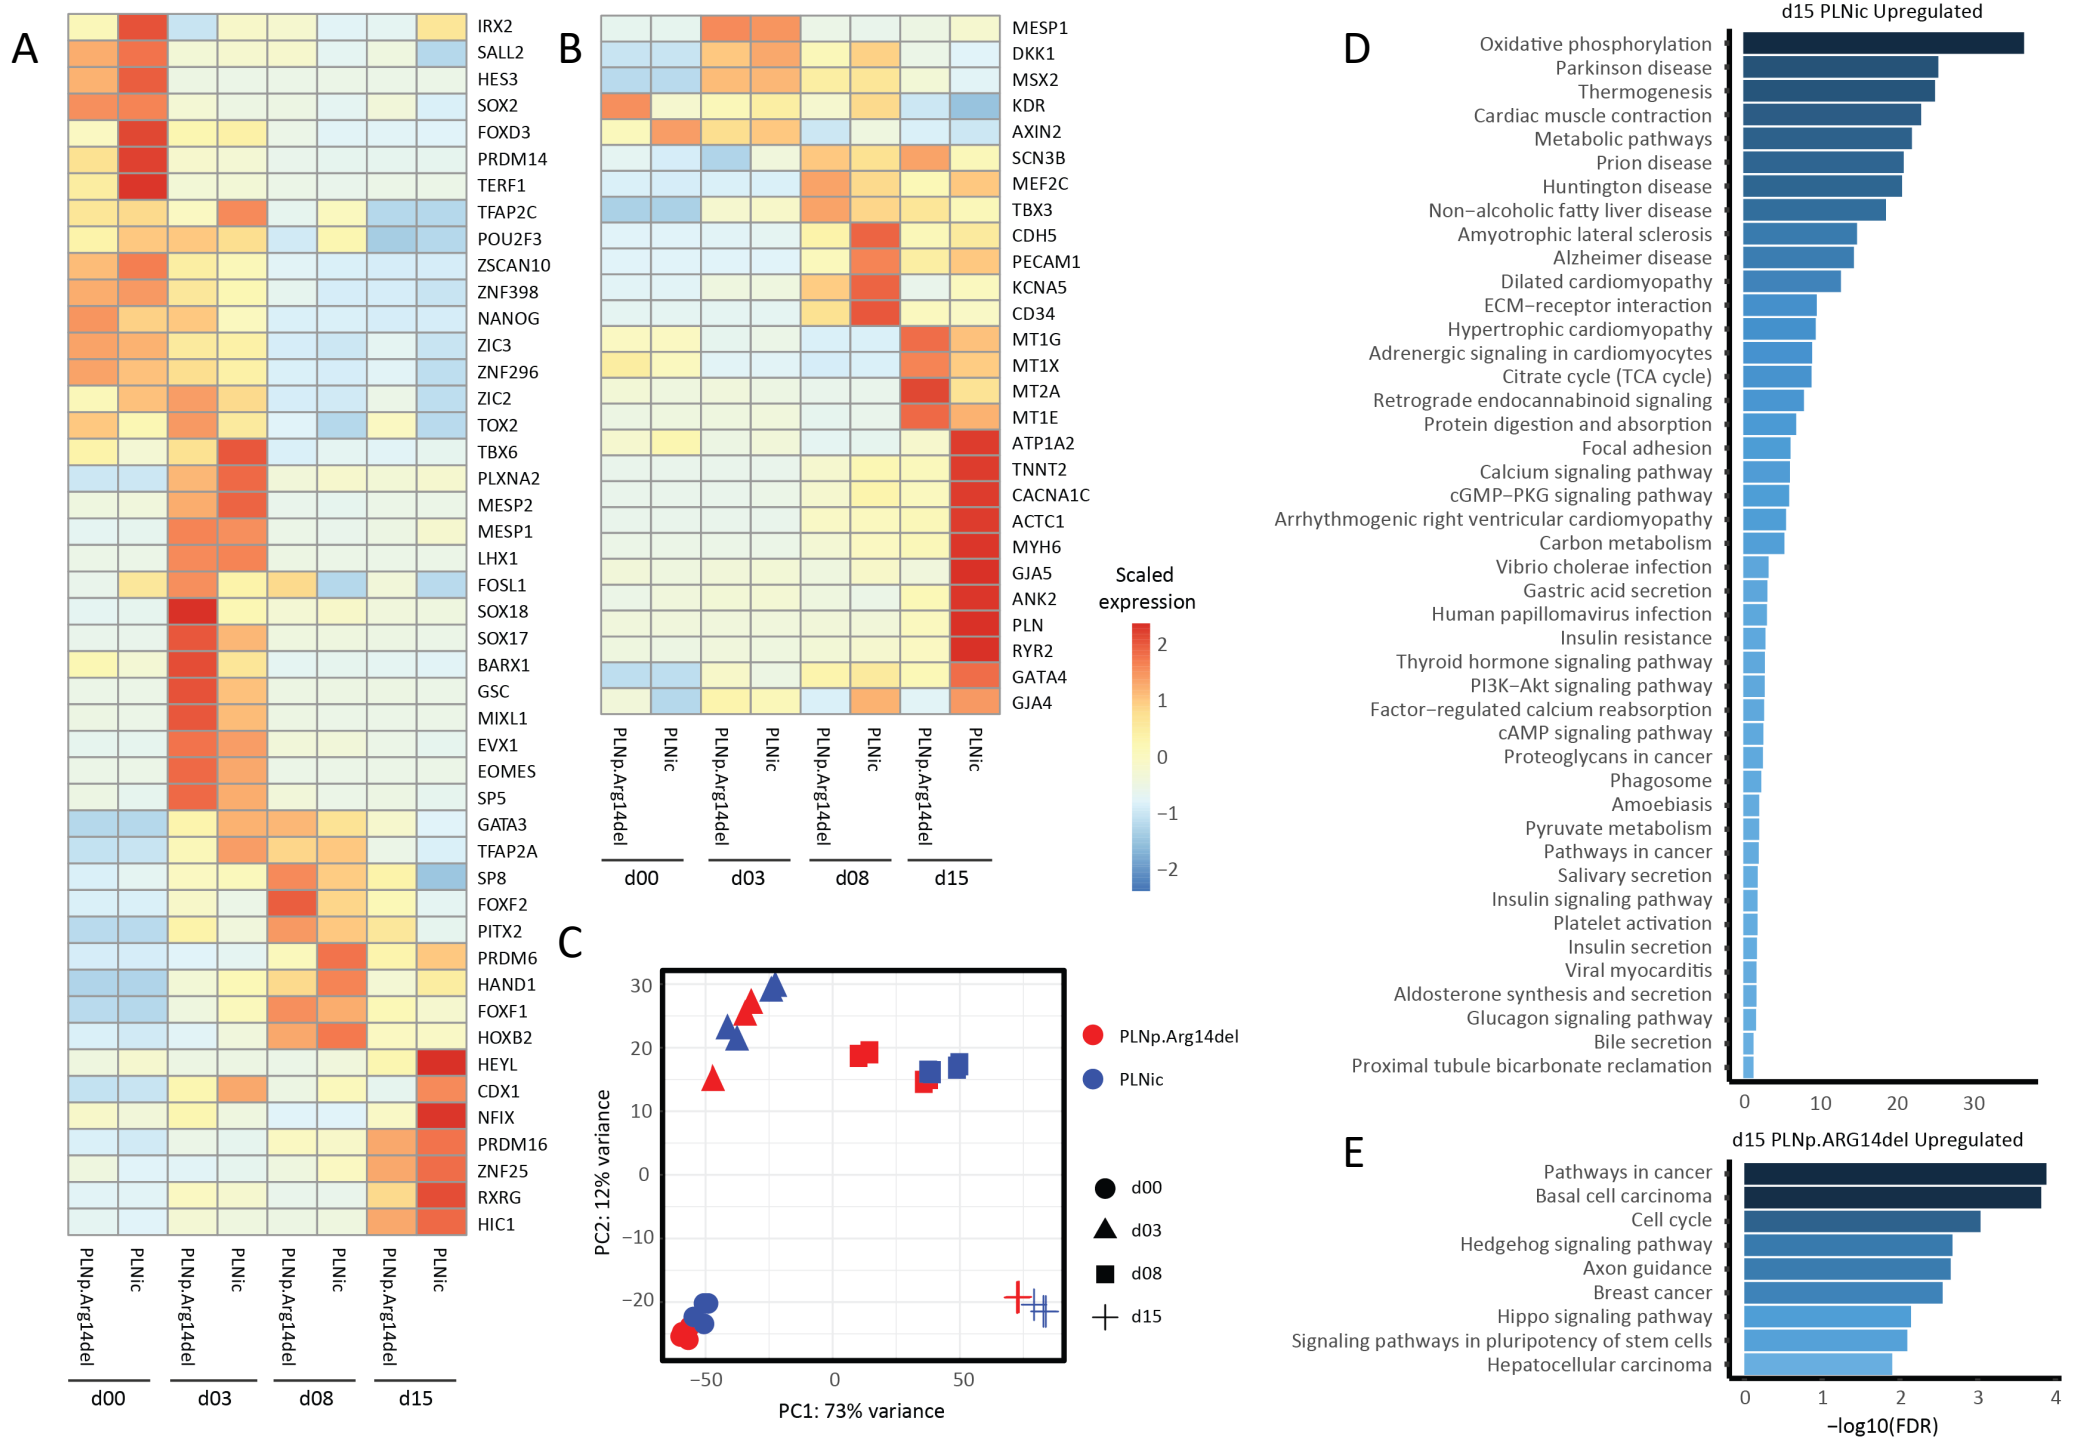 A
IRX2
SALL2
HES3
SOX2
FOXD3
PRDM14
TERF1
TFAP2C
POU2F3
ZSCAN10
ZNF398
NANOG
ZIC3
ZNF296
ZIC2
TOX2
TBX6
PLXNA2
MESP2
MESP1
LHX1
FOSL1
SOX18
SOX17
BARX1
GSC
MIXL1
EVX1
EOMES
SP5
GATA3
TFAP2A
SP8
FOXF2
PITX2
PRDM6
HAND1
FOXF1
HOXB2
HEYL
CDX1
NFIX
PRDM16
ZNF25
RXRG
HIC1
PLNp.Arg14del
PLNic
PLNp.Arg14del
PLNic
PLNp.Arg14del
PLNic
PLNp.Arg14del
PLNic
d00
d03
d08
d15
B
MESP1
DKK1
MSX2
KDR
AXIN2
SCN3B
MEF2C
TBX3
CDH5
PECAM1
KCNA5
CD34
MT1G
MT1X
MT2A
MT1E
ATP1A2
TNNT2
CACNA1C
ACTC1
MYH6
GJA5
ANK2
PLN
RYR2
GATA4
GJA4
PLNp.Arg14del
PLNic
PLNp.Arg14del
PLNic
PLNp.Arg14del
PLNic
PLNp.Arg14del
PLNic
d00
d03
d08
d15
Scaled
expression
2
1
0
−1
−2
C
30
20
10
0
−10
−20
PC2: 12% variance
−50
0
50
PC1: 73% variance
PLNp.Arg14del
PLNic
d00
d03
d08
d15
D
d15 PLNic Upregulated
Oxidative phosphorylation
Parkinson disease
Thermogenesis
Cardiac muscle contraction
Metabolic pathways
Prion disease
Huntington disease
Non−alcoholic fatty liver disease
Amyotrophic lateral sclerosis
Alzheimer disease
Dilated cardiomyopathy
ECM−receptor interaction
Hypertrophic cardiomyopathy
Adrenergic signaling in cardiomyocytes
Citrate cycle (TCA cycle)
Retrograde endocannabinoid signaling
Protein digestion and absorption
Focal adhesion
Calcium signaling pathway
cGMP−PKG signaling pathway
Arrhythmogenic right ventricular cardiomyopathy
Carbon metabolism
Vibrio cholerae infection
Gastric acid secretion
Human papillomavirus infection
Insulin resistance
Thyroid hormone signaling pathway
PI3K−Akt signaling pathway
Factor−regulated calcium reabsorption
cAMP signaling pathway
Proteoglycans in cancer
Phagosome
Amoebiasis
Pyruvate metabolism
Pathways in cancer
Salivary secretion
Insulin signaling pathway
Platelet activation
Insulin secretion
Viral myocarditis
Aldosterone synthesis and secretion
Glucagon signaling pathway
Bile secretion
Proximal tubule bicarbonate reclamation
0 10 20 30
E
d15 PLNp.ARG14del Upregulated
Pathways in cancer
Basal cell carcinoma
Cell cycle
Hedgehog signaling pathway
Axon guidance
Breast cancer
Hippo signaling pathway
Signaling pathways in pluripotency of stem cells
Hepatocellular carcinoma
0 1 2 3 4
−log10(FDR)